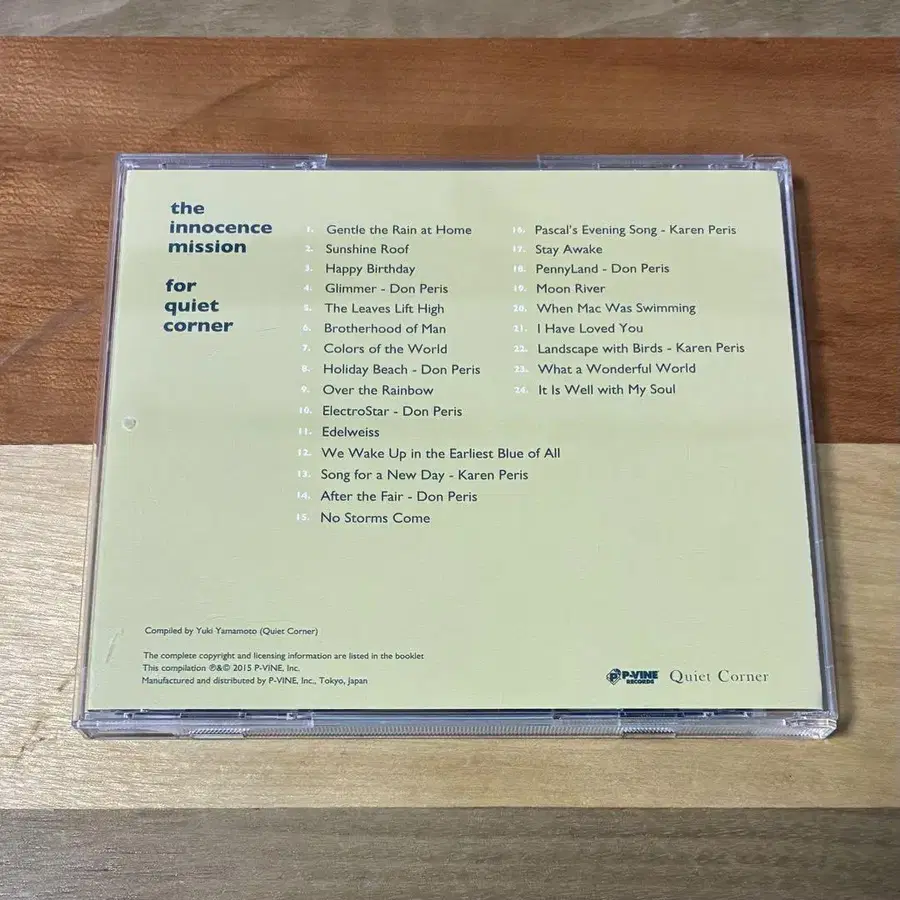 the
innocence
mission
for
quiet
corner
1. Gentle the Rain at Home
2. Sunshine Roof
3. Happy Birthday
4. Glimmer - Don Peris
5. The Leaves Lift High
6. Brotherhood of Man
7. Colors of the World
8. Holiday Beach - Don Peris
9. Over the Rainbow
10. ElectroStar - Don Peris
11. Edelweiss
12. We Wake Up in the Earliest Blue of All
13. Song for a New Day - Karen Peris
14. After the Fair - Don Peris
15. No Storms Come
16. Pascal's Evening Song - Karen Peris
17. Stay Awake
18. PennyLand - Don Peris
19. Moon River
20. When Mac Was Swimming
21. I Have Loved You
22. Landscape with Birds - Karen Peris
23. What a Wonderful World
24. It Is Well with My Soul
Compiled by Yuki Yamamoto (Quiet Corner)
The complete copyright and licensing information are listed in the booklet
This compilation ℗&© 2015 P-VINE, Inc.
Manufactured and distributed by P-VINE, Inc., Tokyo, Japan
P-VINE
RECORDS
Quiet Corner